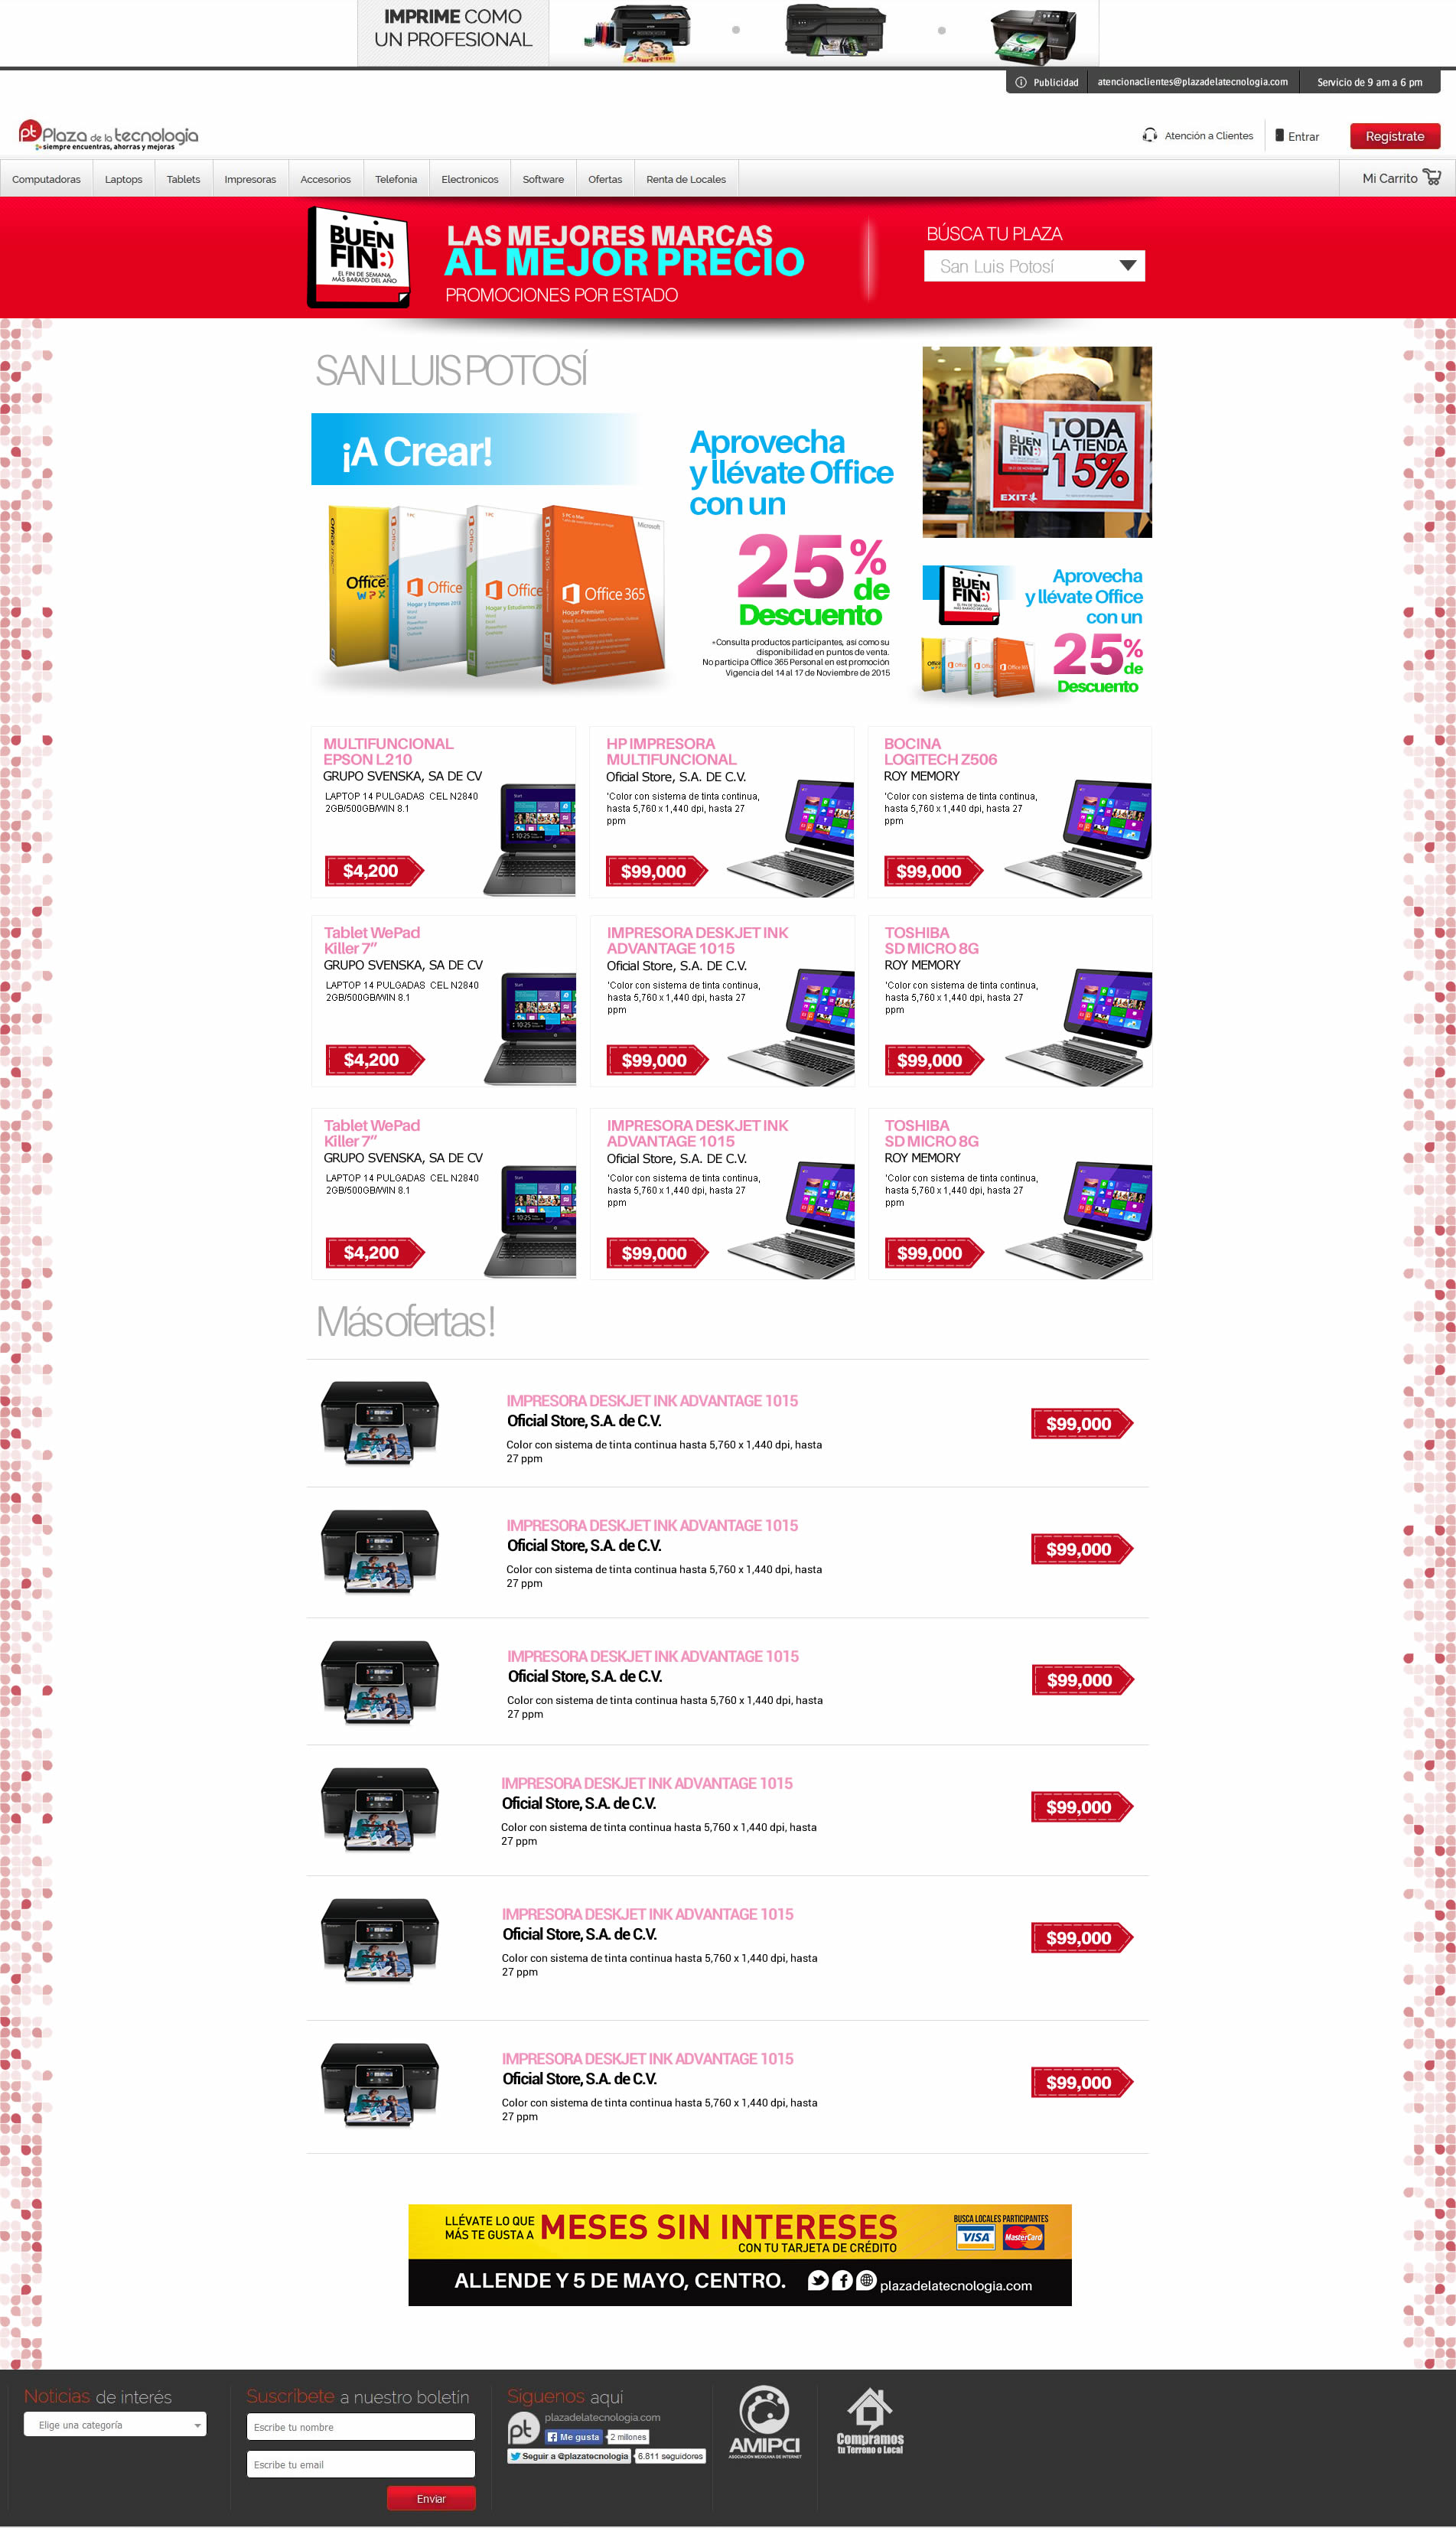 IMPRIME COMO
UN PROFESIONAL
Publicidad
atencionaclientes@plazadelatecnologia.com
Servicio de 9 am a 6 pm
pt Plaza de la tecnología
siempre encuentras, ahorras y mejoras
Atención a Clientes
Entrar
Registrate
Computadoras
Laptops
Tablets
Impresoras
Accesorios
Telefonia
Electronicos
Software
Ofertas
Renta de Locales
Mi Carrito
BUEN
FIN:)
EL FIN DE SEMANA
MÁS BARATO DEL AÑO
LAS MEJORES MARCAS
AL MEJOR PRECIO
PROMOCIONES POR ESTADO
BÚSCA TU PLAZA
San Luis Potosí
SAN LUIS POTOSÍ
¡A Crear!
Aprovecha
y llévate Office
con un
25%
de
Descuento
*Consulta productos participantes, asi como su
disponibilidad en puntos de venta.
No participa Office 365 Personal en est promoción
Vigencia del 14 al 17 de Noviembre de 2015
Office
Office
Hogar y Empresas 2013
Office
Hogar y Estudiantes
Microsoft
Office 365
Hogar Premium
BUEN
FIN:)
TODA
LA TIENDA
15%
EXIT
BUEN
FIN:)
EL FIN DE SEMANA
MÁS BARATO DEL AÑO
Aprovecha
y llévate Office
con un
25%
de
Descuento
MULTIFUNCIONAL
EPSON L210
GRUPO SVENSKA, SA DE CV
LAPTOP 14 PULGADAS CEL N2840
2GB/500GB/WIN 8.1
$4,200
HP IMPRESORA
MULTIFUNCIONAL
Oficial Store, S.A. DE C.V.
'Color con sistema de tinta continua,
hasta 5,760 x 1,440 dpi, hasta 27
ppm
$99,000
BOCINA
LOGITECH Z506
ROY MEMORY
'Color con sistema de tinta continua,
hasta 5,760 x 1,440 dpi, hasta 27
ppm
$99,000
Tablet WePad
Killer 7”
GRUPO SVENSKA, SA DE CV
LAPTOP 14 PULGADAS CEL N2840
2GB/500GB/WIN 8.1
$4,200
IMPRESORA DESKJET INK
ADVANTAGE 1015
Oficial Store, S.A. DE C.V.
'Color con sistema de tinta continua,
hasta 5,760 x 1,440 dpi, hasta 27
ppm
$99,000
TOSHIBA
SD MICRO 8G
ROY MEMORY
'Color con sistema de tinta continua,
hasta 5,760 x 1,440 dpi, hasta 27
ppm
$99,000
Tablet WePad
Killer 7”
GRUPO SVENSKA, SA DE CV
LAPTOP 14 PULGADAS CEL N2840
2GB/500GB/WIN 8.1
$4,200
IMPRESORA DESKJET INK
ADVANTAGE 1015
Oficial Store, S.A. DE C.V.
'Color con sistema de tinta continua,
hasta 5,760 x 1,440 dpi, hasta 27
ppm
$99,000
TOSHIBA
SD MICRO 8G
ROY MEMORY
'Color con sistema de tinta continua,
hasta 5,760 x 1,440 dpi, hasta 27
ppm
$99,000
Más ofertas!
IMPRESORA DESKJET INK ADVANTAGE 1015
Oficial Store, S.A. de C.V.
Color con sistema de tinta continua hasta 5,760 x 1,440 dpi, hasta
27 ppm
$99,000
IMPRESORA DESKJET INK ADVANTAGE 1015
Oficial Store, S.A. de C.V.
Color con sistema de tinta continua hasta 5,760 x 1,440 dpi, hasta
27 ppm
$99,000
IMPRESORA DESKJET INK ADVANTAGE 1015
Oficial Store, S.A. de C.V.
Color con sistema de tinta continua hasta 5,760 x 1,440 dpi, hasta
27 ppm
$99,000
IMPRESORA DESKJET INK ADVANTAGE 1015
Oficial Store, S.A. de C.V.
Color con sistema de tinta continua hasta 5,760 x 1,440 dpi, hasta
27 ppm
$99,000
IMPRESORA DESKJET INK ADVANTAGE 1015
Oficial Store, S.A. de C.V.
Color con sistema de tinta continua hasta 5,760 x 1,440 dpi, hasta
27 ppm
$99,000
IMPRESORA DESKJET INK ADVANTAGE 1015
Oficial Store, S.A. de C.V.
Color con sistema de tinta continua hasta 5,760 x 1,440 dpi, hasta
27 ppm
$99,000
LLÉVATE LO QUE
MÁS TE GUSTA A
MESES SIN INTERESES
CON TU TARJETA DE CRÉDITO
BUSCA LOCALES PARTICIPANTES
VISA
MasterCard
ALLENDE Y 5 DE MAYO, CENTRO.
plazadelatecnologia.com
Noticias de interés
Elige una categoría
Suscribete a nuestro boletin
Escribe tu nombre
Escribe tu email
Envíar
Siguenos aqui
pt
plazadelatecnologia.com
Me gusta
2 millones
Seguir a @plazatecnologia
6.811 seguidores
AMIPCI
ASOCIACIÓN MEXICANA DE INTERNET
Compramos
tu Terreno o Local